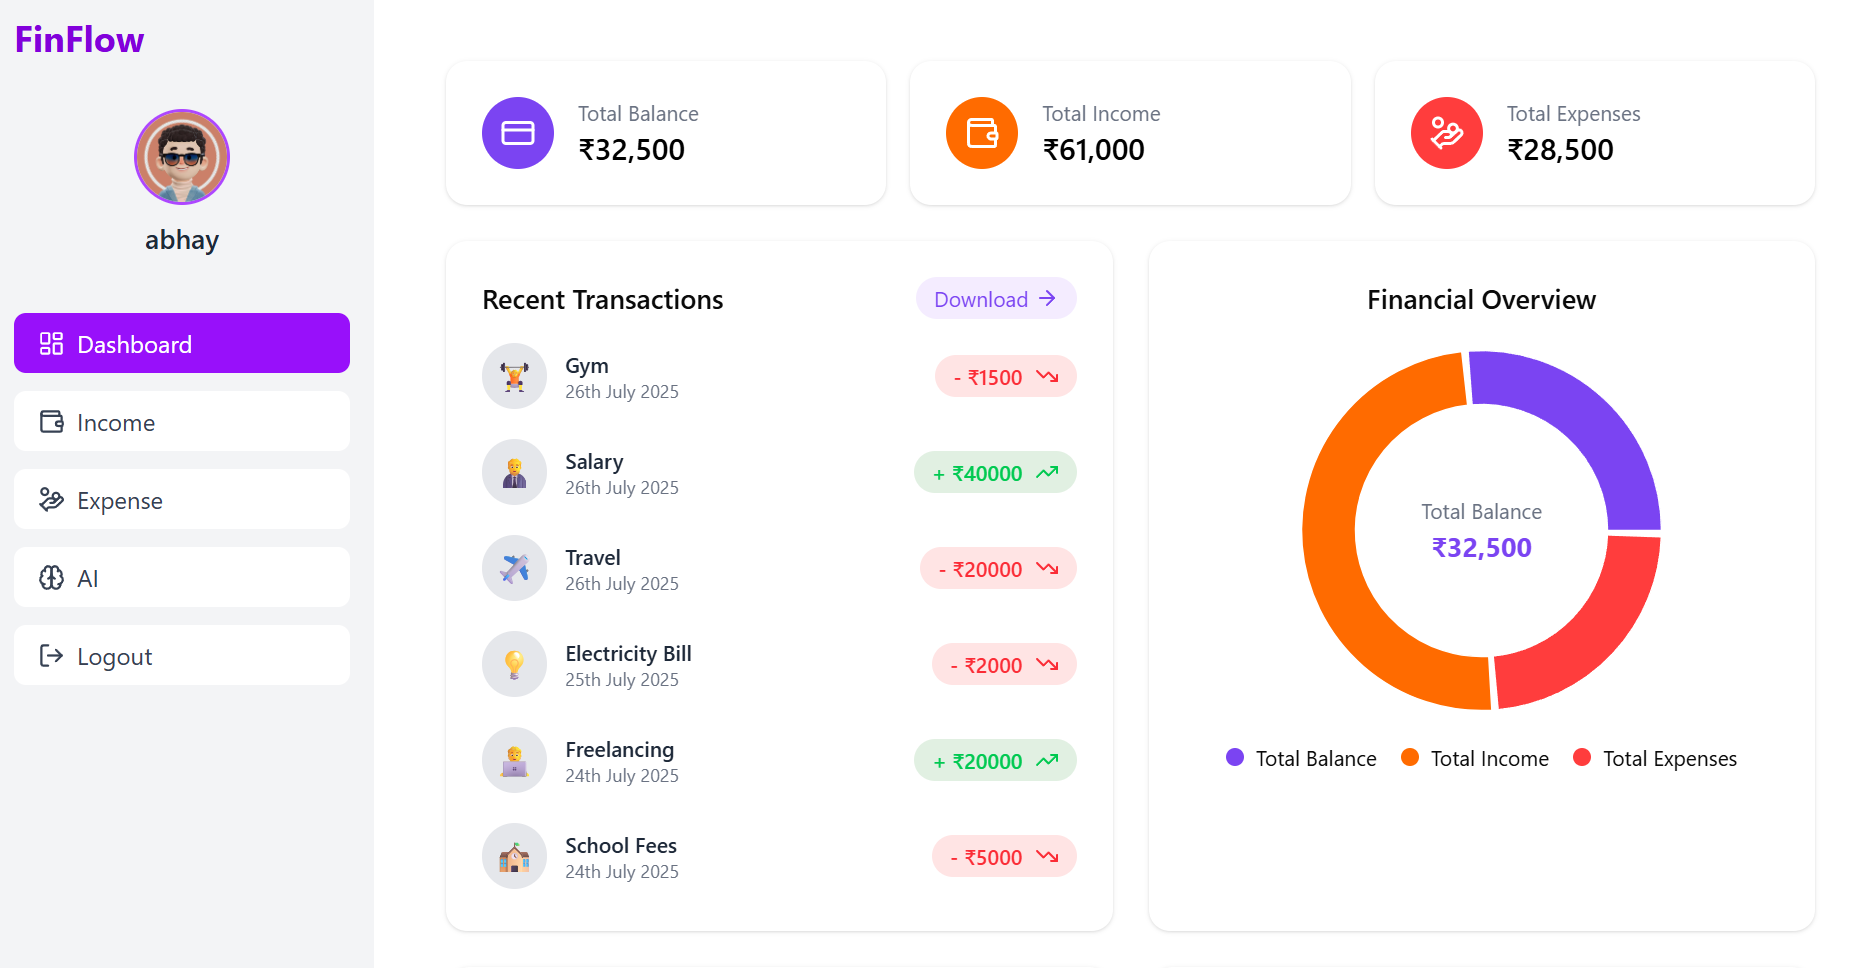 FinFlow
abhay
Dashboard
Income
Expense
AI
Logout
Total Balance
₹32,500
Total Income
₹61,000
Total Expenses
₹28,500
Recent Transactions
Download
Gym
26th July 2025
- ₹1500
Salary
26th July 2025
+ ₹40000
Travel
26th July 2025
- ₹20000
Electricity Bill
25th July 2025
- ₹2000
Freelancing
24th July 2025
+ ₹20000
School Fees
24th July 2025
- ₹5000
Financial Overview
Total Balance
₹32,500
Total Balance
Total Income
Total Expenses